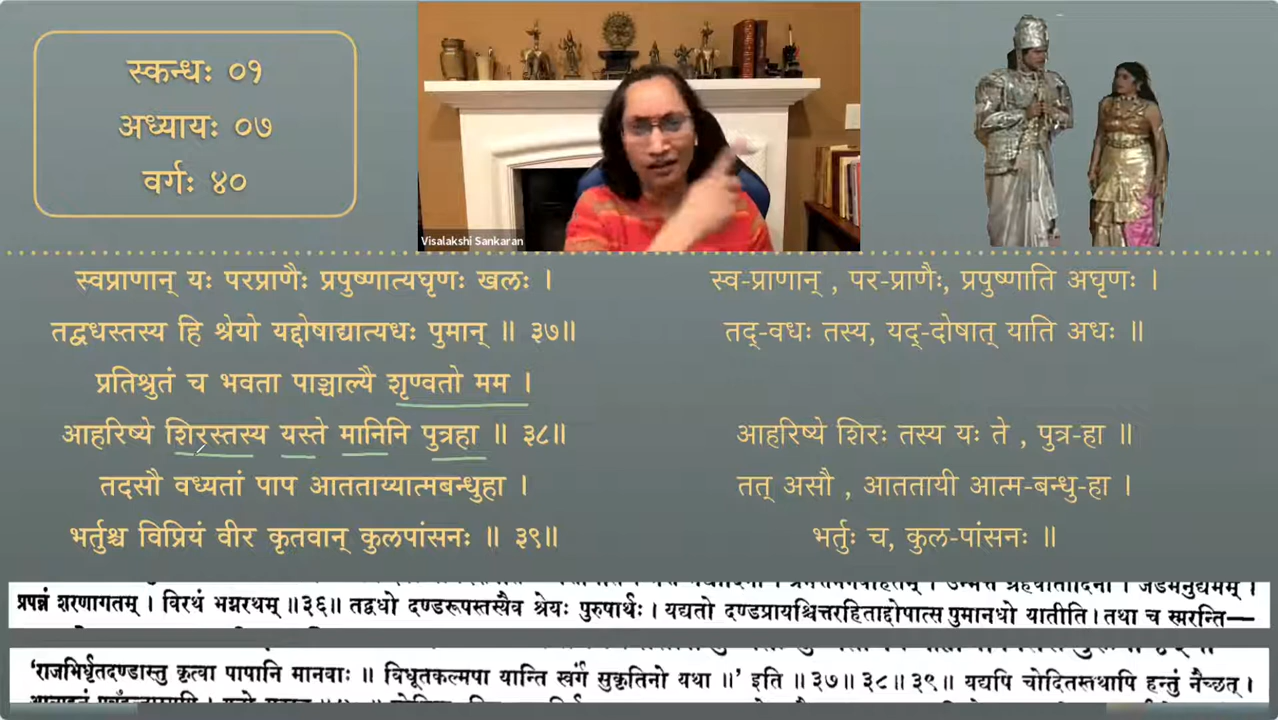 स्कन्धः ०१
अध्यायः ०७
वर्गः ४०
Visalakshi Sankaran
स्वप्राणान् यः परप्राणैः प्रपुष्णात्यघृणः खलः ।
स्व-प्राणान् , पर-प्राणैः, प्रपुष्णाति अघृणः ।
तद्वधस्तस्य हि श्रेयो यद्दोषाद्यात्यधः पुमान् ॥ ३७॥
तद्-वधः तस्य, यद्-दोषात् याति अधः ॥
प्रतिश्रुतं च भवता पाञ्चाल्यै शृण्वतो मम ।
आहरिष्ये शिरस्तस्य यस्ते मानिनि पुत्रहा ॥ ३८॥
आहरिष्ये शिरः तस्य यः ते , पुत्र-हा ॥
तदसौ वध्यतां पाप आतताय्यात्मबन्धुहा ।
तत् असौ , आततायी आत्म-बन्धु-हा ।
भर्तुश्च विप्रियं वीर कृतवान् कुलपांसनः ॥ ३९॥
भर्तुः च, कुल-पांसनः ॥
प्रपन्नं शरणागतम् । विरथं भग्नरथम् ॥३६॥ तद्वधो दण्डरूपस्तस्यैव श्रेयः पुरुषार्थः । यद्यतो दण्डप्रायश्चित्तरहिताद्दोषात्स पुमानधो यातीति । तथा च स्मरन्ति—
‘राजभिर्धृतदण्डास्तु कृत्वा पापानि मानवाः ॥ विधूतकल्मषा यान्ति स्वर्गं सुकृतिनो यथा ॥’ इति ॥३७॥३८॥३९॥ यद्यपि चोदितस्तथापि हन्तुं नैच्छत् ।